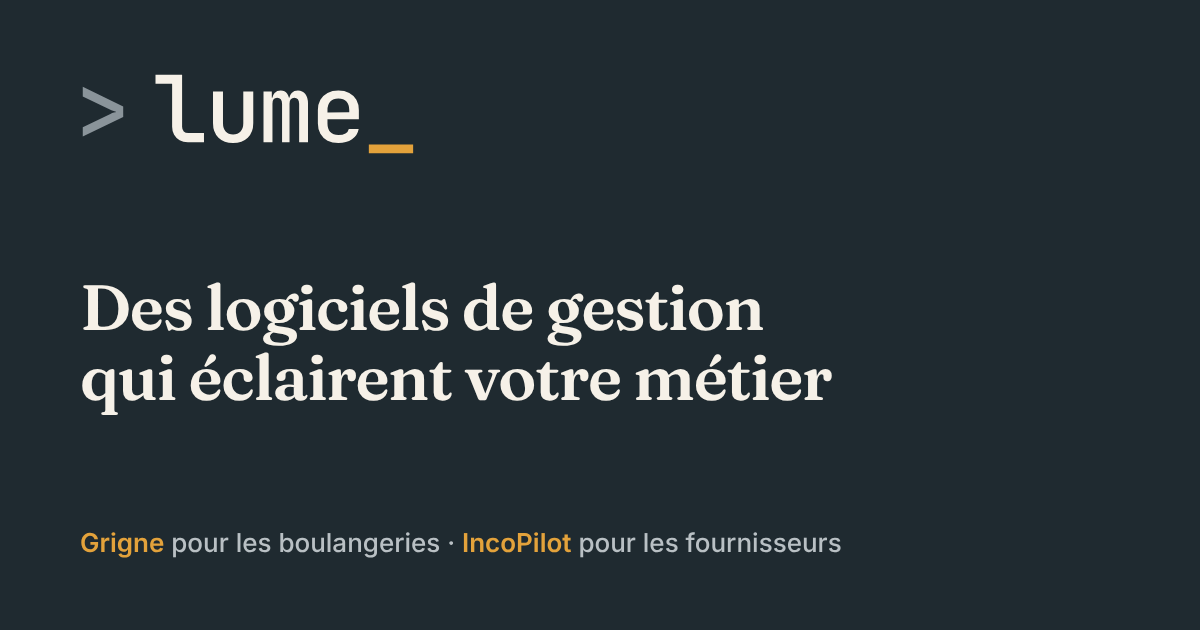 > lume_
Des logiciels de gestion
qui éclairent votre métier
Grigne pour les boulangeries · IncoPilot pour les fournisseurs